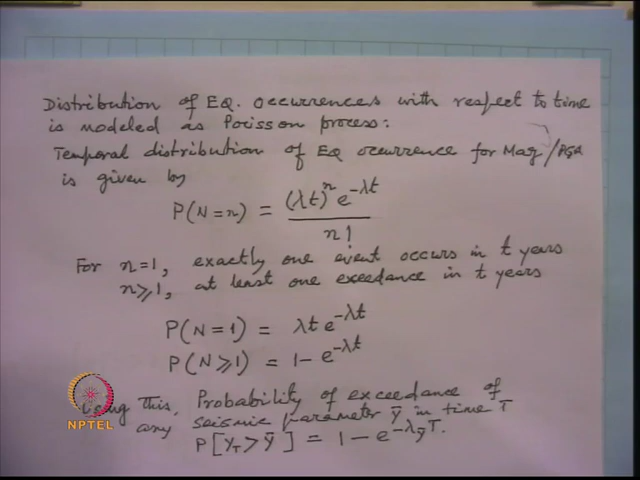 Distribution of EQ. occurrences with respect to time
is modeled as Poisson process:
Temporal distribution of EQ occurrence for Mag/PGA
is given by
P(N=n) = (λt)^n e^{-λt} / n!
For n=1, exactly one event occurs in t years
n≥1, at least one exeedance in t years
P(N=1) = λt e^{-λt}
P(N≥1) = 1 - e^{-λt}
Using this, Probability of exceedance of
any seismic parameter ȳ in time T
P[Y_T > ȳ] = 1 - e^{-λ_ȳ T}.
NPTEL